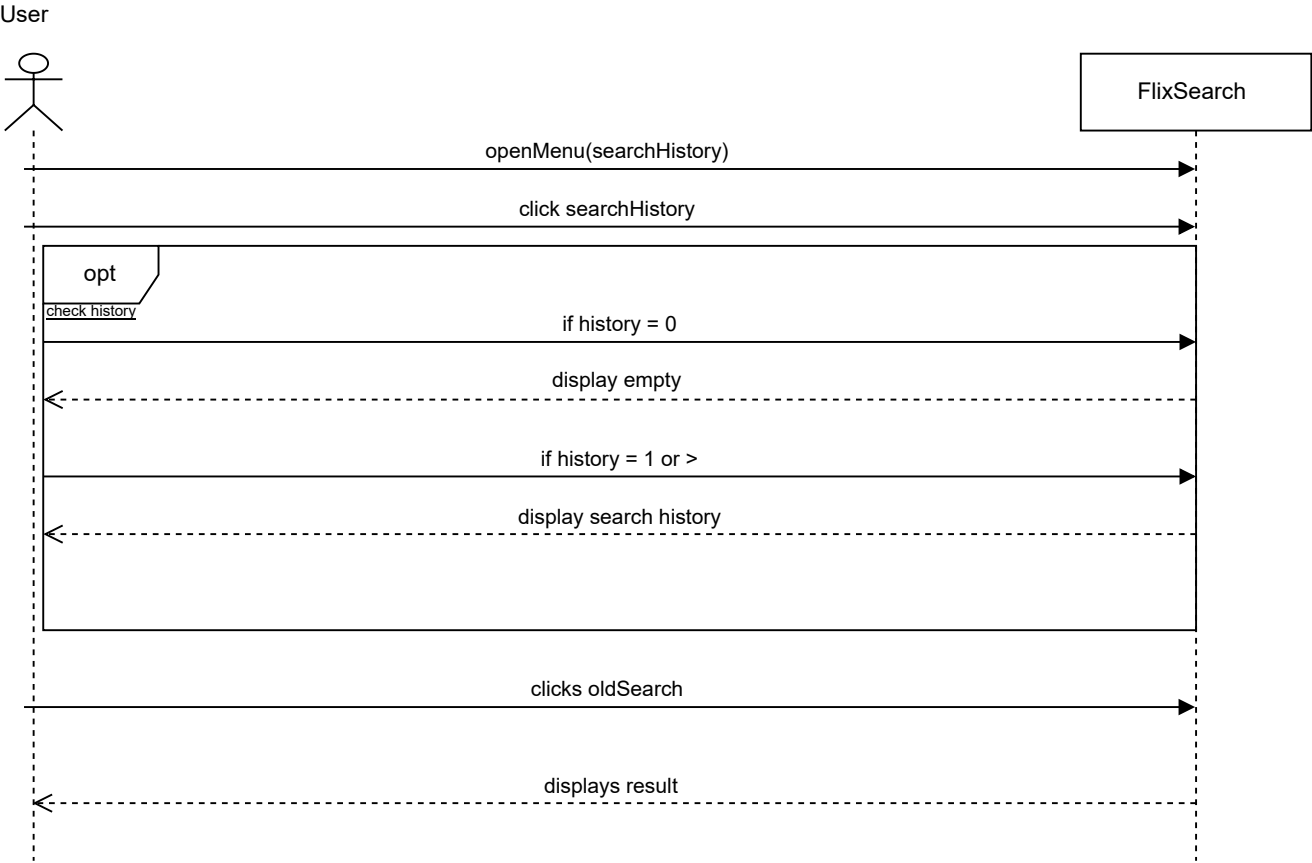 User
FlixSearch
openMenu(searchHistory)
click searchHistory
opt
check history
if history = 0
display empty
if history = 1 or >
display search history
clicks oldSearch
displays result